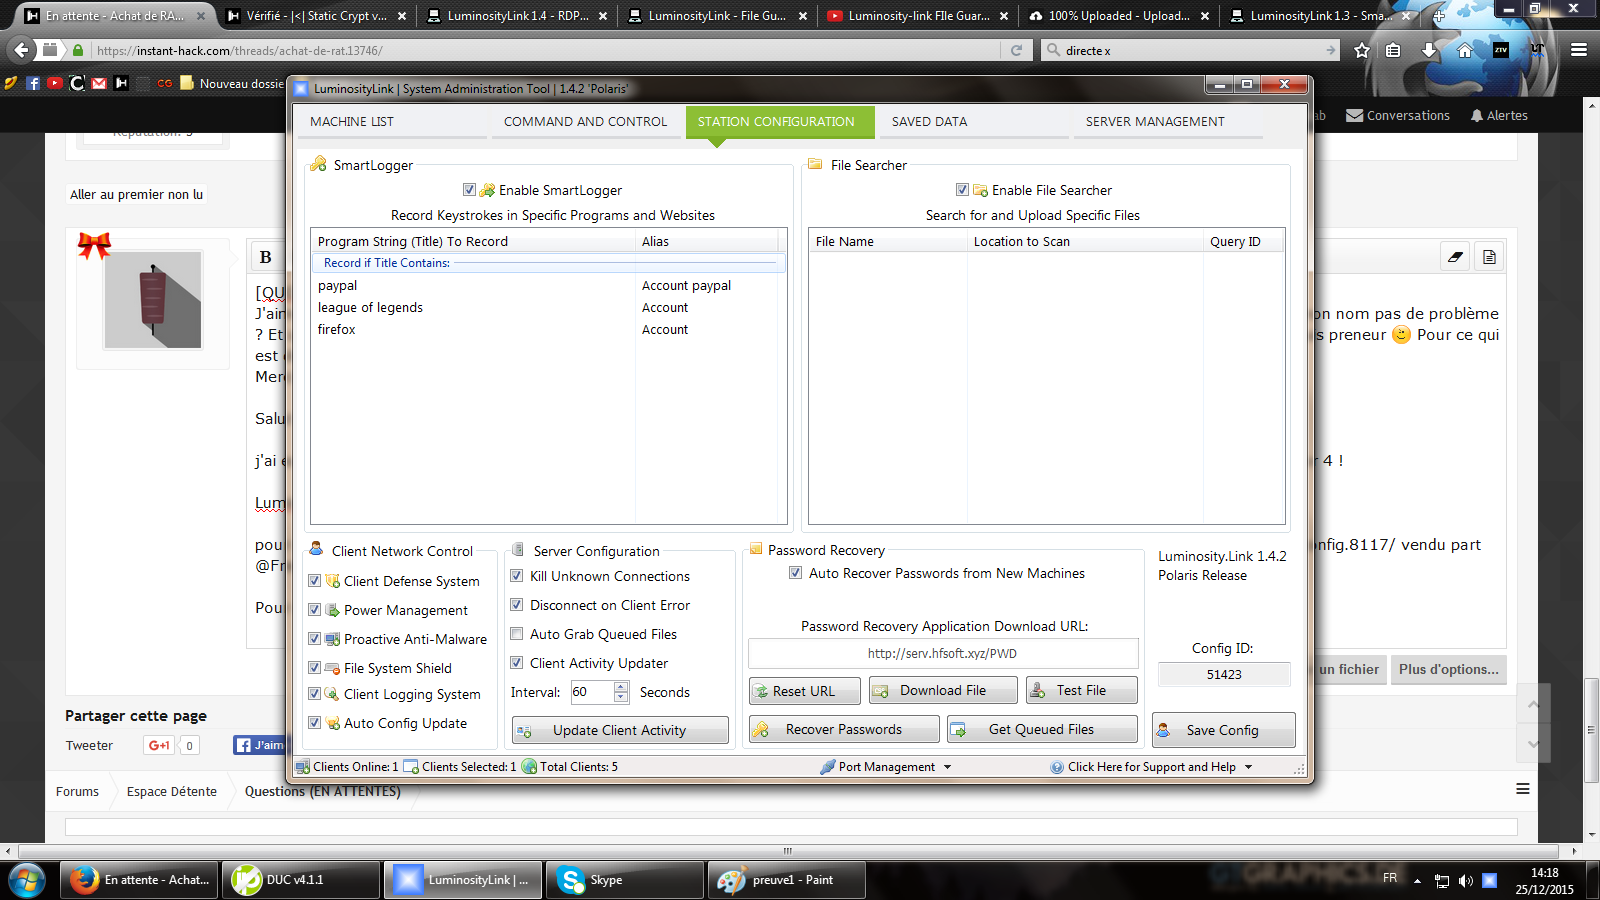 En attente - Achat de RA...
Vérifié - |<| Static Crypt v...
LuminosityLink 1.4 - RDP...
LuminosityLink - File Gu...
Luminosity-link FIle Guar...
100% Uploaded - Upload...
LuminosityLink 1.3 - Sma...
https://instant-hack.com/threads/achat-de-rat.13746/
directe x
ZTV
CG
Nouveau dossie
LuminosityLink | System Administration Tool | 1.4.2 'Polaris'
ab
Conversations
Alertes
MACHINE LIST
COMMAND AND CONTROL
STATION CONFIGURATION
SAVED DATA
SERVER MANAGEMENT
Aller au premier non lu
B
[QU
J'ain
on nom pas de problème
? Et
s preneur
Pour ce qui
est
Merc
Salu
j'ai e
r 4 !
Lum
pou
onfig.8117/ vendu part
@Fr
Pou
SmartLogger
Enable SmartLogger
Record Keystrokes in Specific Programs and Websites
Program String (Title) To Record
Alias
Record if Title Contains:
paypal
Account paypal
league of legends
Account
firefox
Account
File Searcher
Enable File Searcher
Search for and Upload Specific Files
File Name
Location to Scan
Query ID
Client Network Control
Client Defense System
Power Management
Proactive Anti-Malware
File System Shield
Client Logging System
Auto Config Update
Server Configuration
Kill Unknown Connections
Disconnect on Client Error
Auto Grab Queued Files
Client Activity Updater
Interval:
60
Seconds
Update Client Activity
Password Recovery
Auto Recover Passwords from New Machines
Password Recovery Application Download URL:
http://serv.hfsoft.xyz/PWD
Reset URL
Download File
Test File
Recover Passwords
Get Queued Files
Luminosity.Link 1.4.2
Polaris Release
Config ID:
51423
Save Config
Clients Online: 1
Clients Selected: 1
Total Clients: 5
Port Management
Click Here for Support and Help
un fichier
Plus d'options...
Partager cette page
Tweeter
G+1
0
J'aim
Forums
Espace Détente
Questions (EN ATTENTES)
En attente - Achat...
DUC v4.1.1
LuminosityLink | ...
Skype
preuve1 - Paint
FR
14:18
25/12/2015